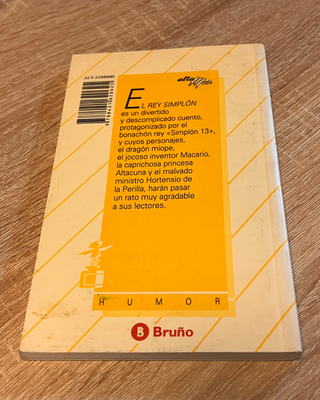 alto
EL REY SIMPLÓN
es un divertido
y descomplicado cuento,
protagonizado por el
bonachón rey «Simplón 13»,
y cuyos personajes,
el dragón miope,
el jocoso inventor Macario,
la caprichosa princesa
Altacuna y el malvado
ministro Hortensio de
la Perilla, harán pasar
un rato muy agradable
a sus lectores.
HUMOR
B Bruño